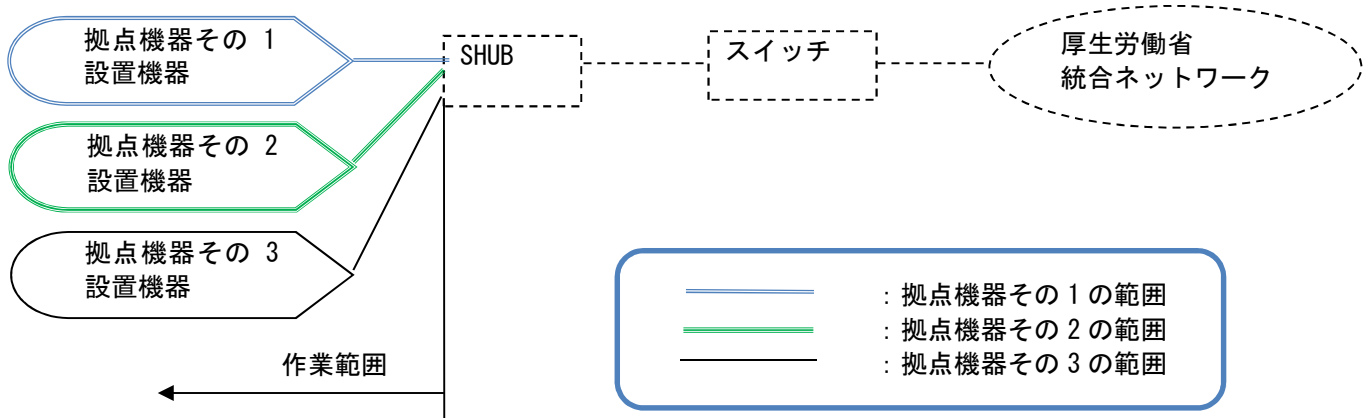 拠点機器その 1
設置機器
SHUB
スイッチ
厚生労働省
統合ネットワーク
拠点機器その 2
設置機器
拠点機器その 3
設置機器
：拠点機器その1の範囲
：拠点機器その2の範囲
：拠点機器その3の範囲
作業範囲